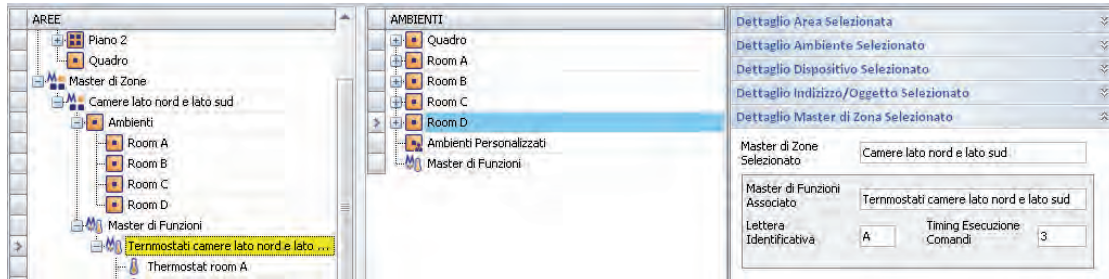 AREE
Piano 2
Quadro
Master di Zone
Camere lato nord e lato sud
Ambienti
Room A
Room B
Room C
Room D
Master di Funzioni
Ternmostati camere lato nord e lato ...
Thermostat room A
AMBIENTI
Quadro
Room A
Room B
Room C
Room D
Ambienti Personalizzati
Master di Funzioni
Dettaglio Area Selezionata
Dettaglio Ambiente Selezionato
Dettaglio Dispositivo Selezionato
Dettaglio Indizizzo/Oggetto Selezionato
Dettaglio Master di Zona Selezionato
Master di Zone Selezionato
Camere lato nord e lato sud
Master di Funzioni Associato
Ternmostati camere lato nord e lato sud
Lettera Identificativa
A
Timing Esecuzione Comandi
3